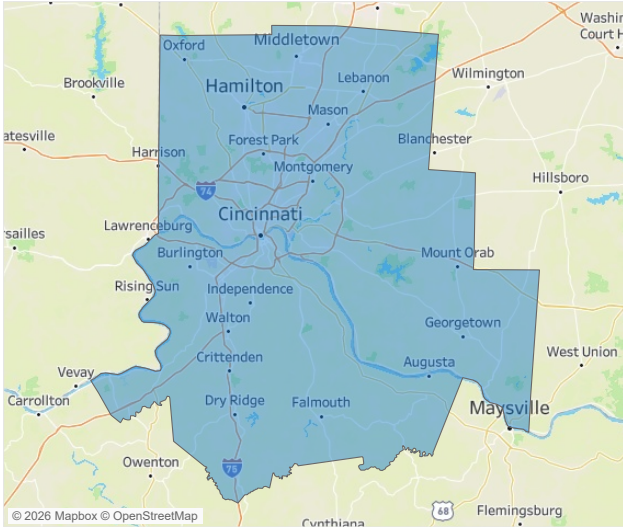 Washin
Court H
Oxford
Middletown
Brookville
Hamilton
Lebanon
Wilmington
Mason
atesville
Harrison
Forest Park
Blanchester
Montgomery
74
Hillsboro
Cincinnati
Lawrenceburg
rsailles
Burlington
Mount Orab
Rising Sun
Independence
Walton
Georgetown
Crittenden
West Union
Vevay
Augusta
Carrollton
Dry Ridge
Falmouth
Maysville
Owenton
75
68
Flemingsburg
© 2026 Mapbox © OpenStreetMap
Cynthiana